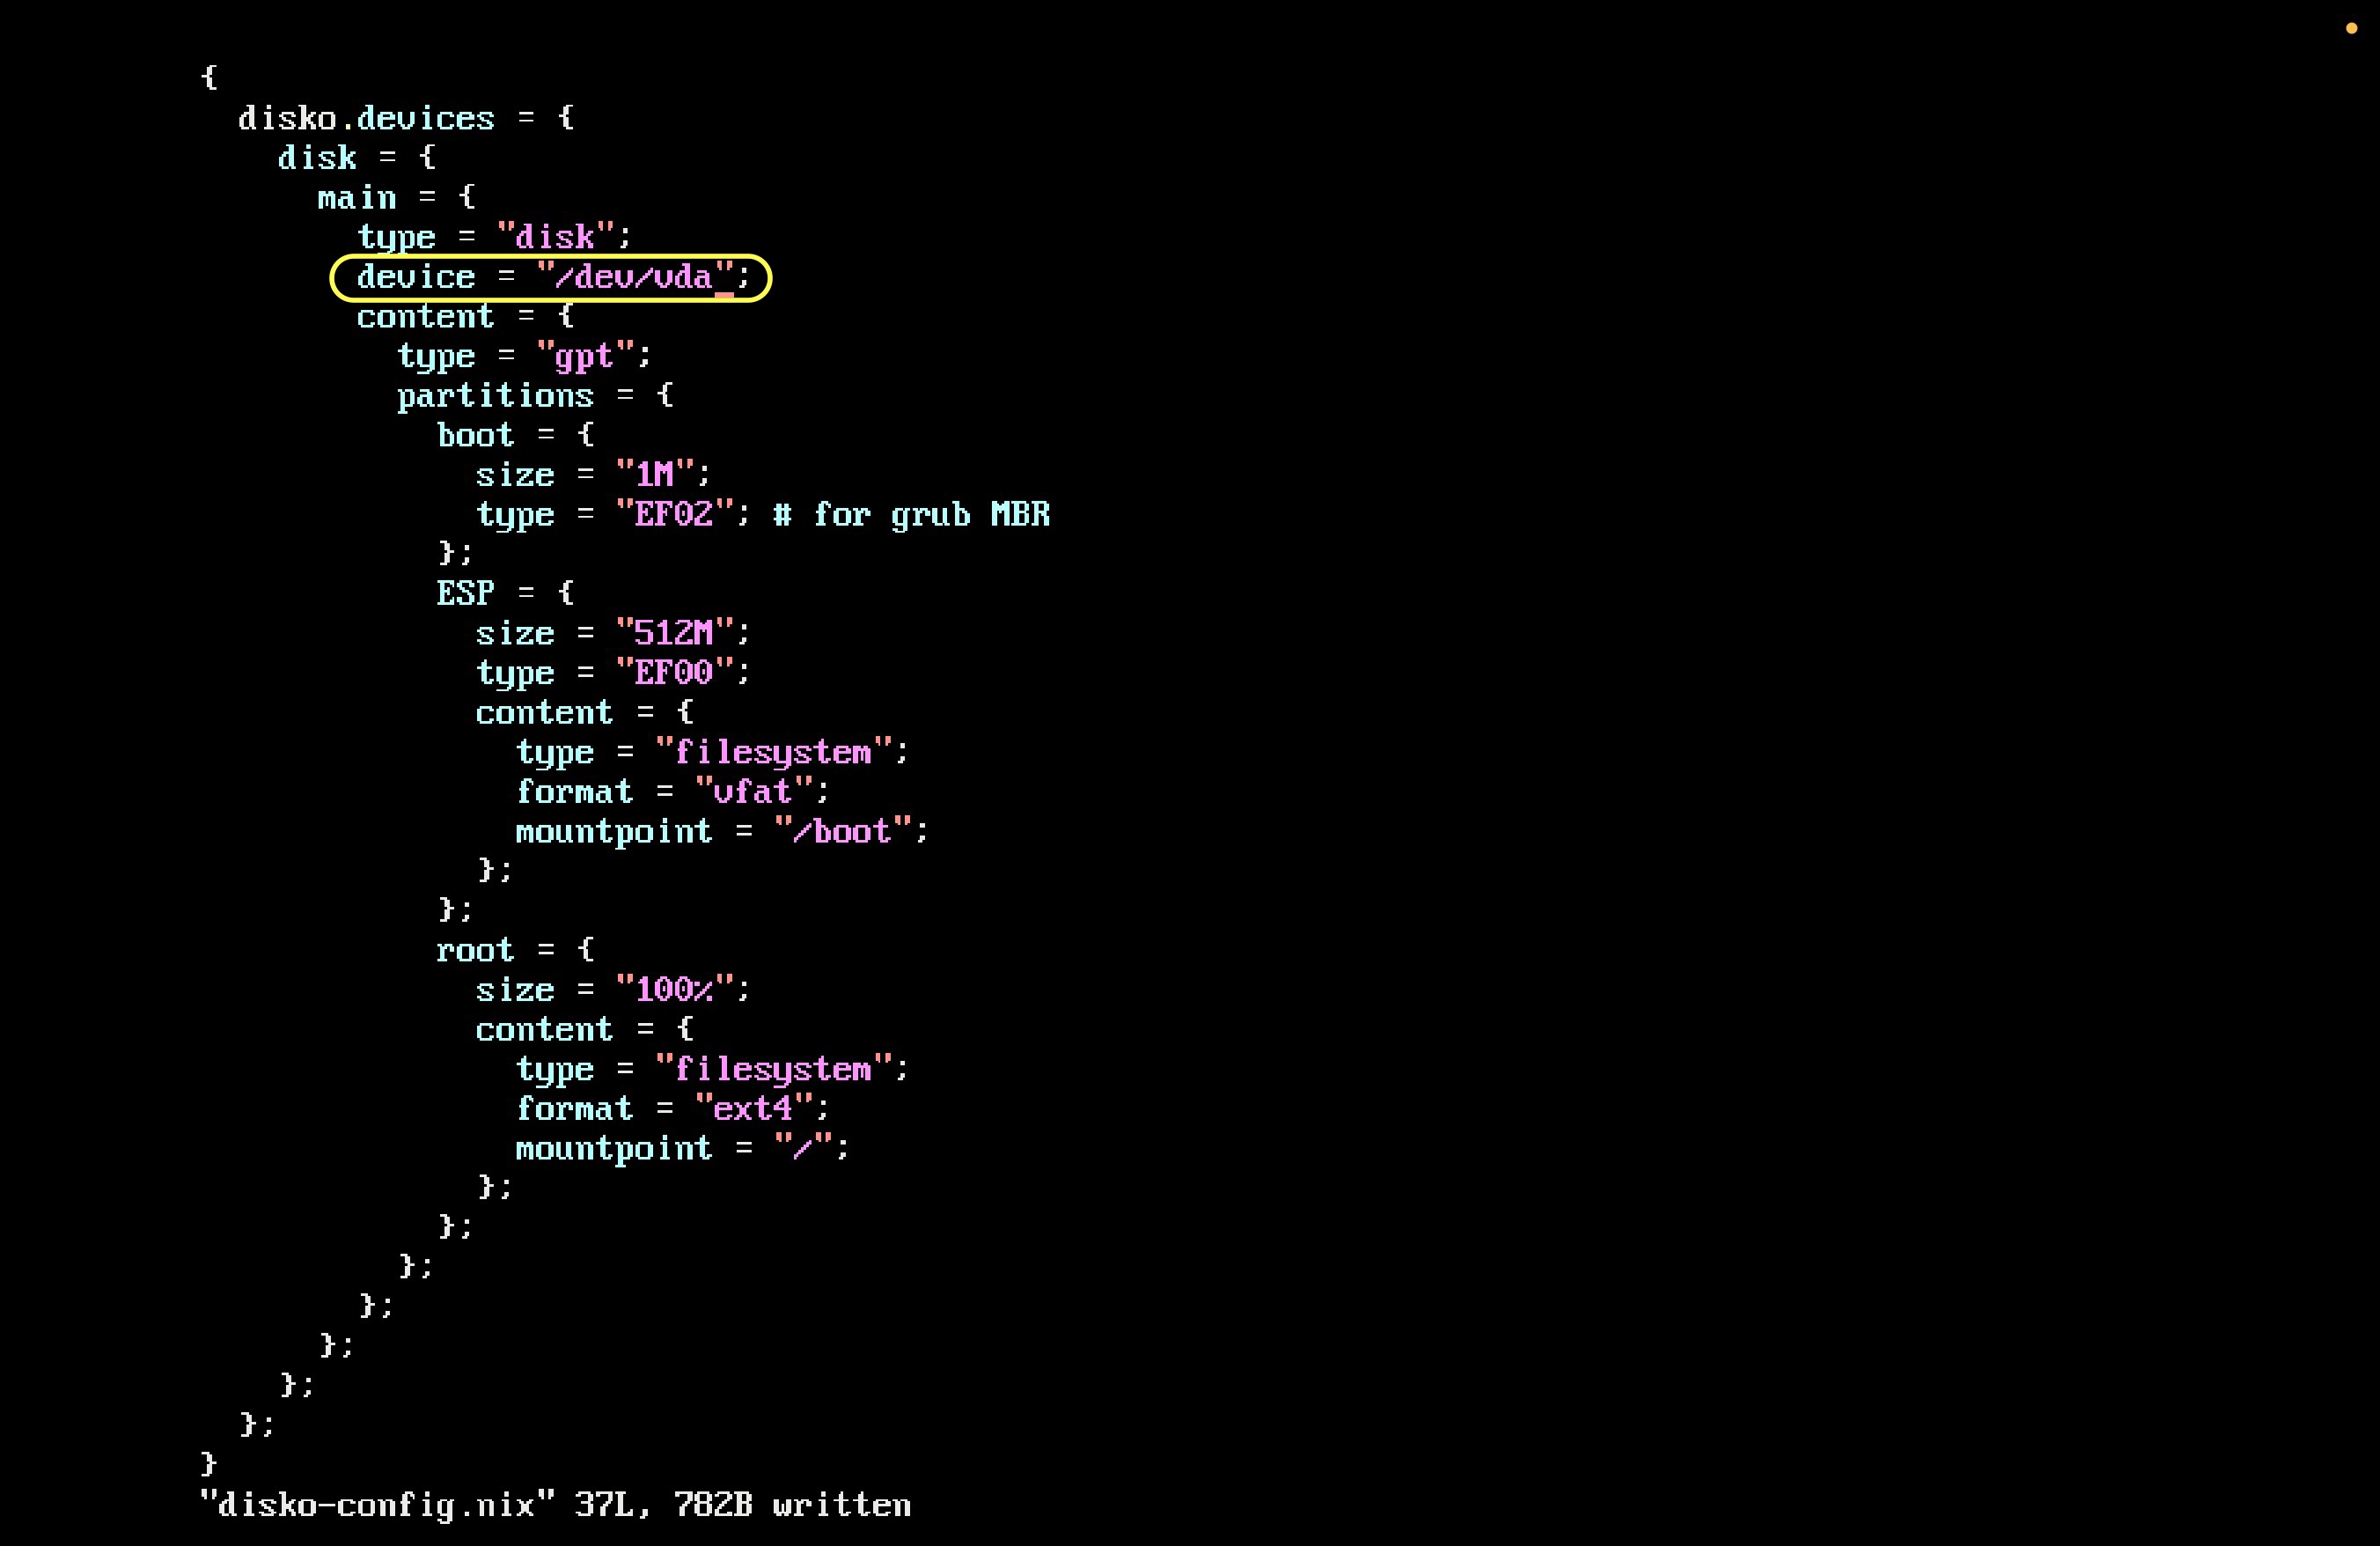 {
  disko.devices = {
    disk = {
      main = {
        type = "disk";
        device = "/dev/vda";
        content = {
          type = "gpt";
          partitions = {
            boot = {
              size = "1M";
              type = "EF02"; # for grub MBR
            };
            ESP = {
              size = "512M";
              type = "EF00";
              content = {
                type = "filesystem";
                format = "vfat";
                mountpoint = "/boot";
              };
            };
            root = {
              size = "100%";
              content = {
                type = "filesystem";
                format = "ext4";
                mountpoint = "/";
              };
            };
          };
        };
      };
    };
  };
}
"disko-config.nix" 37L, 782B written